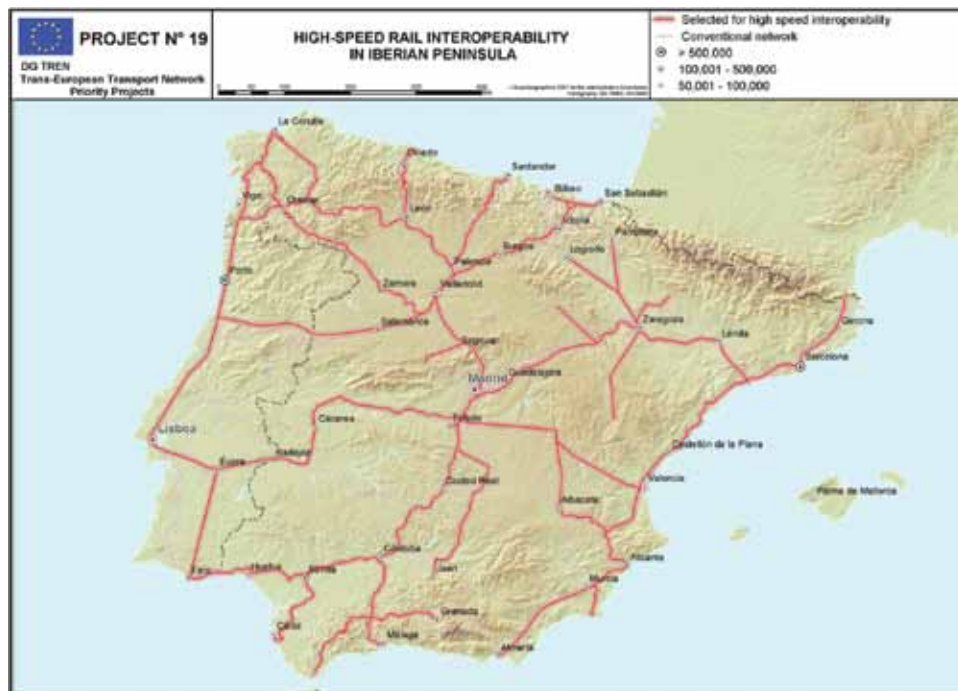 PROJECT N° 19
DG TREN
Trans-European Transport Network
Priority Projects
HIGH-SPEED RAIL INTEROPERABILITY
IN IBERIAN PENINSULA
Selected for high speed interoperability
Conventional network
> 500,000
100,001 - 500,000
50,001 - 100,000
La Coruña
Oviedo
Santander
Bilbao
San Sebastián
Vigo
Orense
León
Vitoria
Pamplona
Burgos
Logroño
Palencia
Porto
Zamora
Valladolid
Zaragoza
Girona
Salamanca
Lérida
Segovia
Barcelona
Guadalajara
Madrid
Toledo
Cáceres
Lisboa
Castellón de la Plana
Évora
Badajoz
Ciudad Real
Valencia
Albacete
Palma de Mallorca
Córdoba
Alicante
Faro
Huelva
Sevilla
Jaén
Murcia
Granada
Cádiz
Málaga
Almería